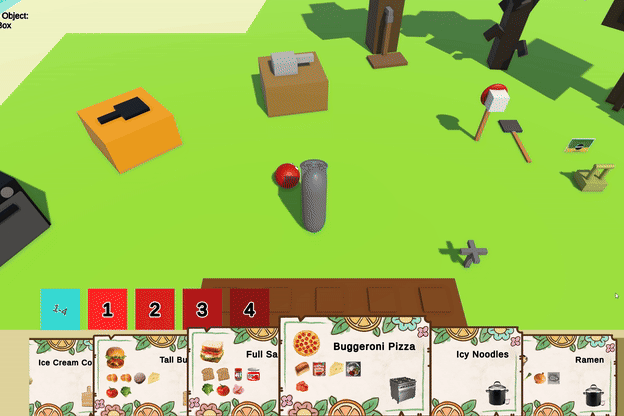 Object:
Box
1-4
1
2
3
4
Ice Cream Co
Tall Bu
Full Sa
Buggeroni Pizza
Icy Noodles
Ramen